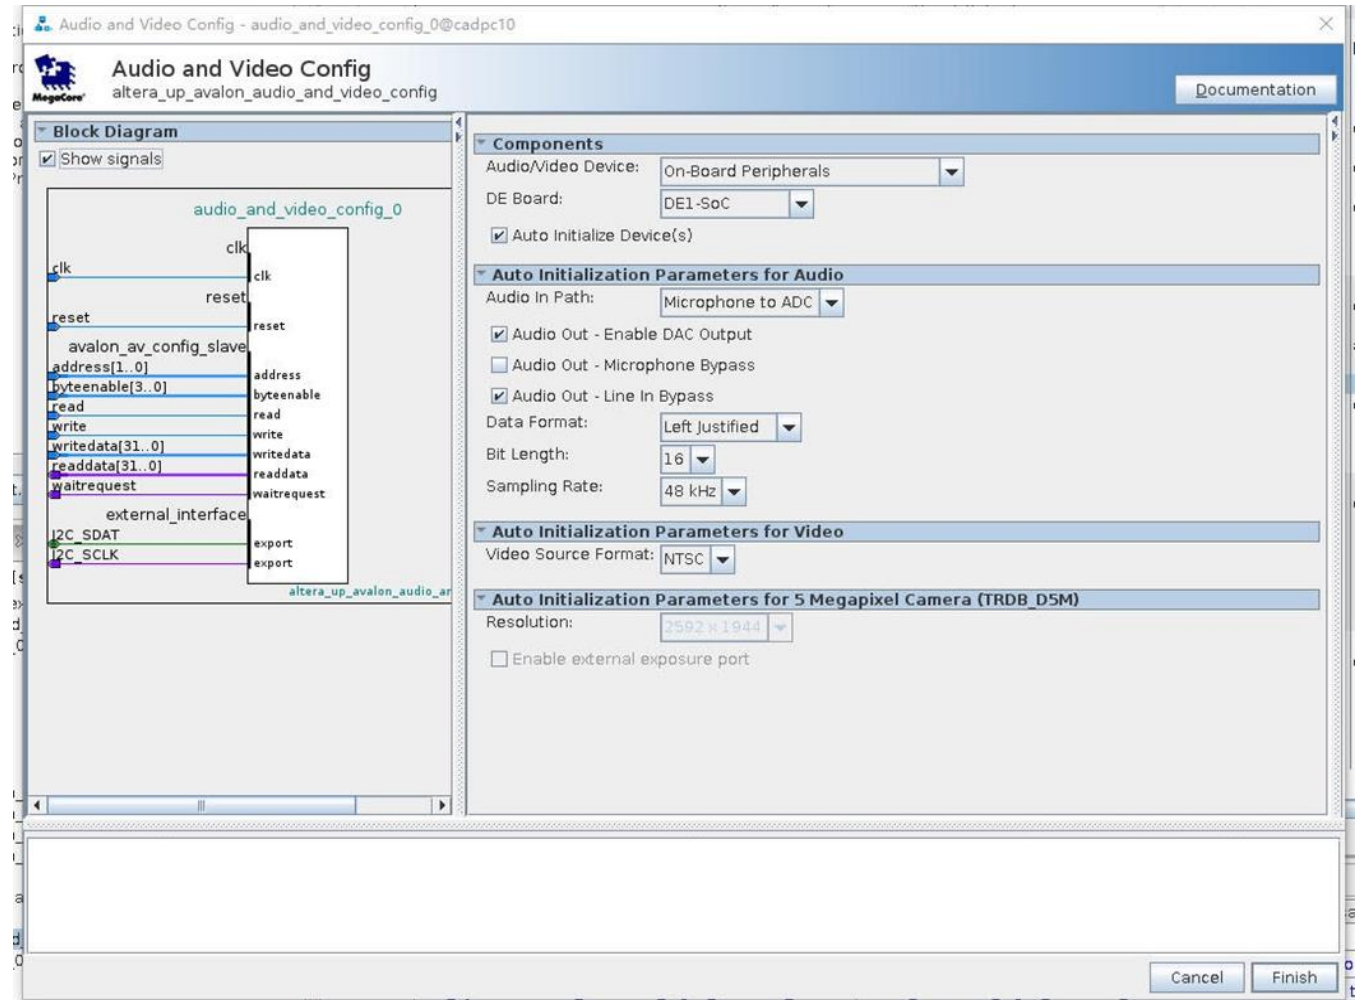 Audio and Video Config - audio_and_video_config_0@cadpc10
Audio and Video Config
altera_up_avalon_audio_and_video_config
MegaCore'
Documentation
Block Diagram
Show signals
audio_and_video_config_0
clk
clk
clk
reset
reset
reset
avalon_av_config_slave
address[1..0]
address
byteenable[3..0]
byteenable
read
read
write
write
writedata[31..0]
writedata
readdata[31..0]
readdata
waitrequest
waitrequest
external_interface
I2C_SDAT
export
I2C_SCLK
export
altera_up_avalon_audio_ar
Components
Audio/Video Device: On-Board Peripherals
DE Board: DE1-SoC
Auto Initialize Device(s)
Auto Initialization Parameters for Audio
Audio In Path: Microphone to ADC
Audio Out - Enable DAC Output
Audio Out - Microphone Bypass
Audio Out - Line In Bypass
Data Format: Left Justified
Bit Length: 16
Sampling Rate: 48 kHz
Auto Initialization Parameters for Video
Video Source Format: NTSC
Auto Initialization Parameters for 5 Megapixel Camera (TRDB_D5M)
Resolution: 2592 x 1944
Enable external exposure port
Cancel
Finish